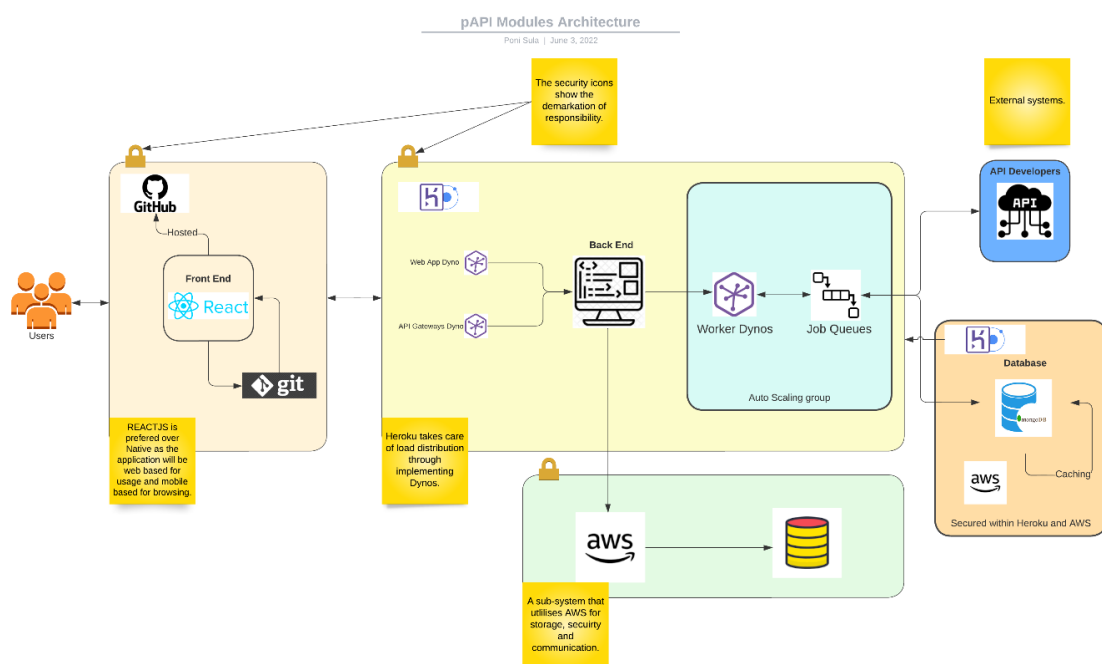 pAPI Modules Architecture
Poni Sula | June 3, 2022
The security icons
show the
demarkation of
responsibility.
External systems.
GitHub
Hosted
Front End
React
git
Users
REACTJS is
prefered over
Native as the
application will be
web based for
usage and mobile
based for browsing.
Web App Dyno
API Gateways Dyno
Back End
Heroku takes care
of load distribution
through
implementing
Dynos.
Worker Dynos
Job Queues
Auto Scaling group
API Developers
API
Database
mongoDB
Caching
aws
Secured within Heroku and AWS
aws
A sub-system that
utlilises AWS for
storage, secuirty
and
communication.